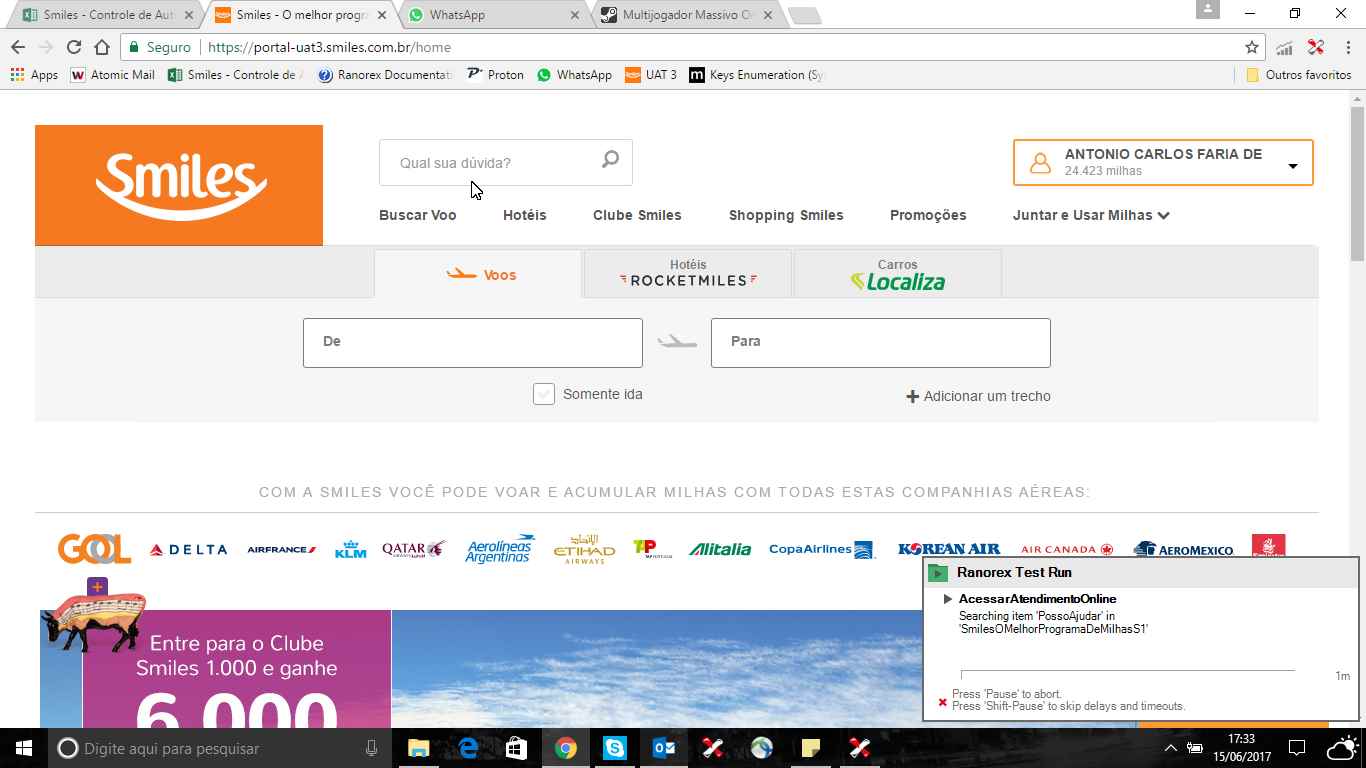 Smiles - Controle de Aut
Smiles - O melhor progra
WhatsApp
Multijogador Massivo On
Seguro
https://portal-uat3.smiles.com.br/home
Apps
Atomic Mail
Smiles - Controle de A
Ranorex Documentati
Proton
WhatsApp
UAT 3
Keys Enumeration (Sy
Outros favoritos
Smiles
Qual sua dúvida?
ANTONIO CARLOS FARIA DE
24.423 milhas
Buscar Voo
Hotéis
Clube Smiles
Shopping Smiles
Promoções
Juntar e Usar Milhas
Voos
Hotéis
ROCKETMILES
Carros
Localiza
De
Para
Somente ida
Adicionar um trecho
COM A SMILES VOCÊ PODE VOAR E ACUMULAR MILHAS COM TODAS ESTAS COMPANHIAS AÉREAS:
GOL
DELTA
AIRFRANCE
KLM
QATAR
Aerolíneas
Argentinas
ETIHAD
AIRWAYS
TAP
Alitalia
CopaAirlines
KOREAN AIR
AIR CANADA
AEROMEXICO
Entre para o Clube
Smiles 1.000 e ganhe
6.000
Ranorex Test Run
AcessarAtendimentoOnline
Searching item 'PossoAjudar' in
'SmilesOMelhorProgramaDeMilhasS1'
1m
Press 'Pause' to abort.
Press 'Shift-Pause' to skip delays and timeouts.
Digite aqui para pesquisar
17:33
15/06/2017